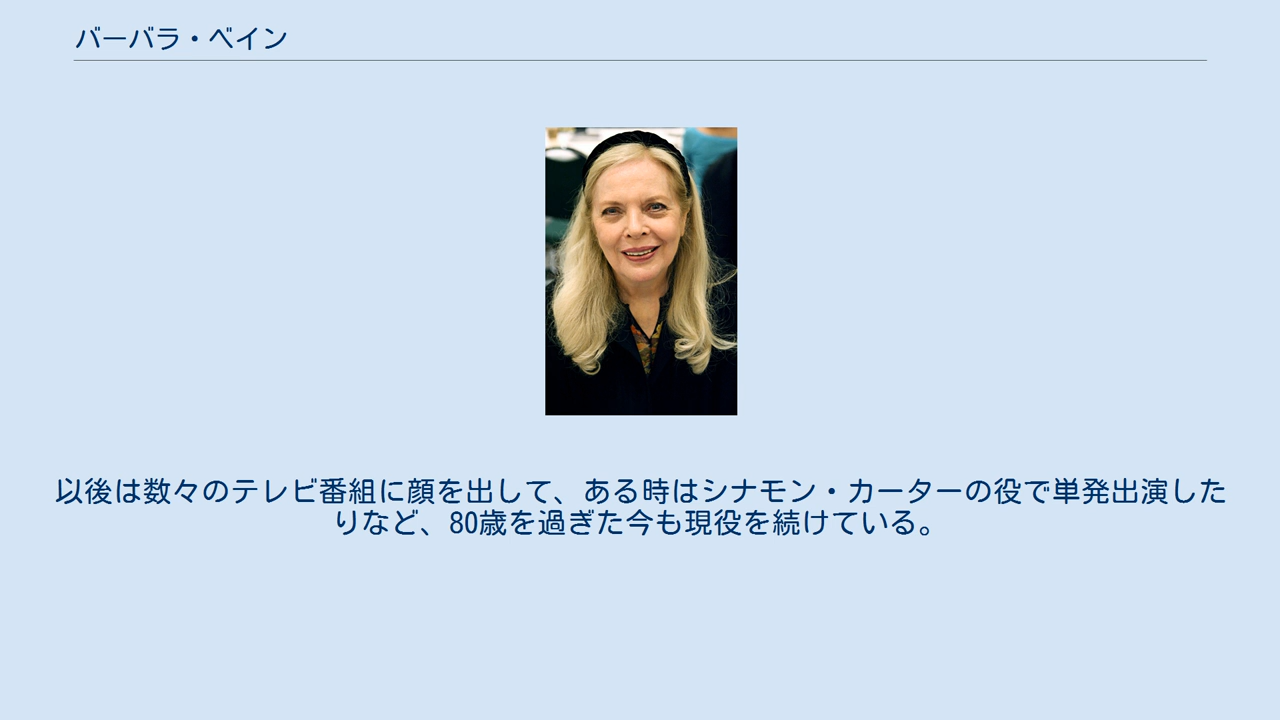 バーバラ・ベイン
以後は数々のテレビ番組に顔を出して、ある時はシナモン・カーターの役で単発出演した
りなど、80歳を過ぎた今も現役を続けている。